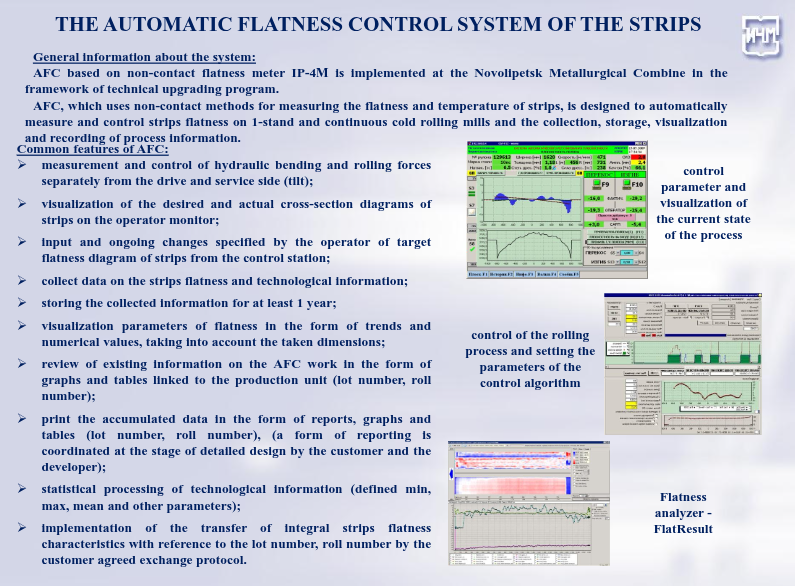 THE AUTOMATIC FLATNESS CONTROL SYSTEM OF THE STRIPS
ИЧМ
General information about the system:
AFC based on non-contact flatness meter IP-4M is implemented at the Novolipetsk Metallurgical Combine in the
framework of technical upgrading program.
AFC, which uses non-contact methods for measuring the flatness and temperature of strips, is designed to automatically
measure and control strips flatness on 1-stand and continuous cold rolling mills and the collection, storage, visualization
and recording of process information.
Common features of AFC:
➢ measurement and control of hydraulic bending and rolling forces
separately from the drive and service side (tilt);
➢ visualization of the desired and actual cross-section diagrams of
strips on the operator monitor;
➢ input and ongoing changes specified by the operator of target
flatness diagram of strips from the control station;
➢ collect data on the strips flatness and technological information;
➢ storing the collected information for at least 1 year;
➢ visualization parameters of flatness in the form of trends and
numerical values, taking into account the taken dimensions;
➢ review of existing information on the AFC work in the form of
graphs and tables linked to the production unit (lot number, roll
number);
➢ print the accumulated data in the form of reports, graphs and
tables (lot number, roll number), (a form of reporting is
coordinated at the stage of detailed design by the customer and the
developer);
➢ statistical processing of technological information (defined min,
max, mean and other parameters);
➢ implementation of the transfer of integral strips flatness
characteristics with reference to the lot number, roll number by the
customer agreed exchange protocol.
F9
F10
control
parameter and
visualization of
the current state
of the process
control of the rolling
process and setting the
parameters of the
control algorithm
Flatness
analyzer -
FlatResult